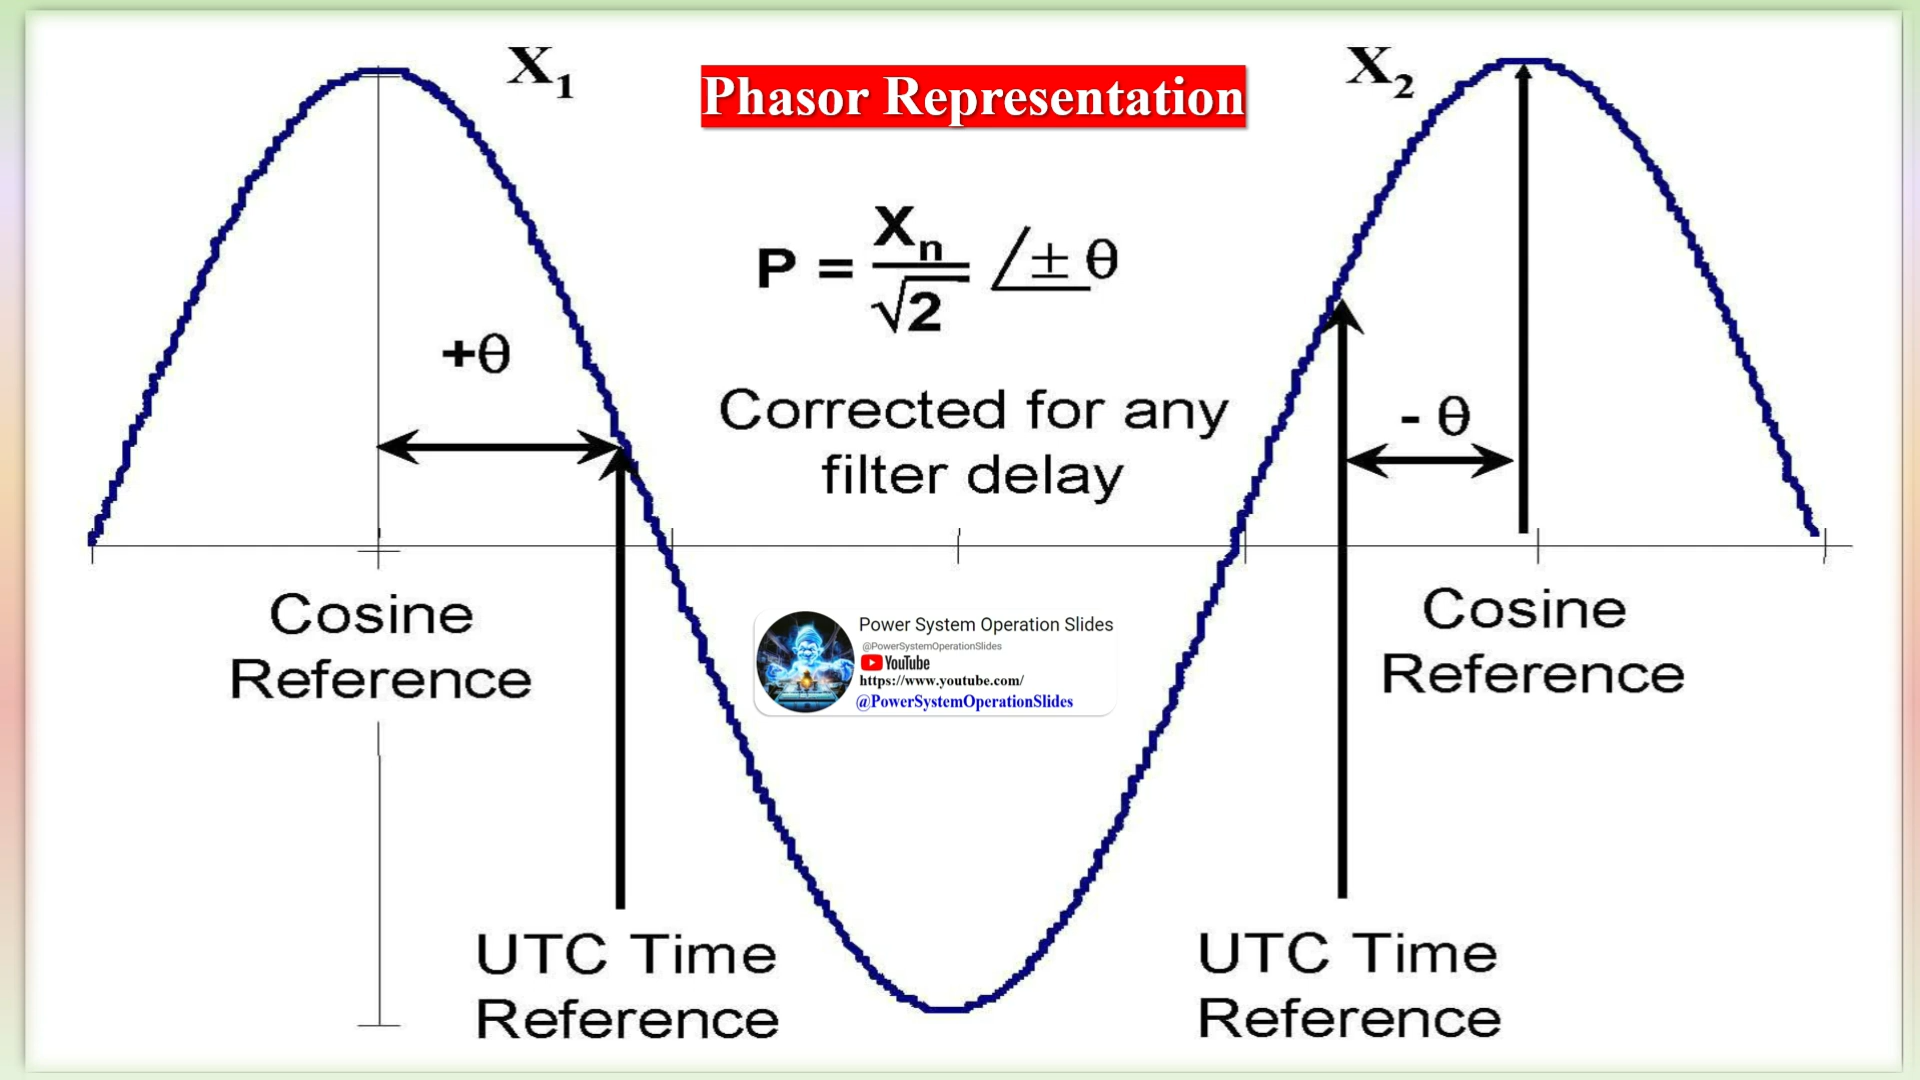 X₁
Phasor Representation
X₂
P = Xₙ/√2 ∠± θ
+θ
Corrected for any
filter delay
- θ
Cosine
Reference
Cosine
Reference
Power System Operation Slides
@PowerSystemOperationSlides
YouTube
https://www.youtube.com/
@PowerSystemOperationSlides
UTC Time
Reference
UTC Time
Reference